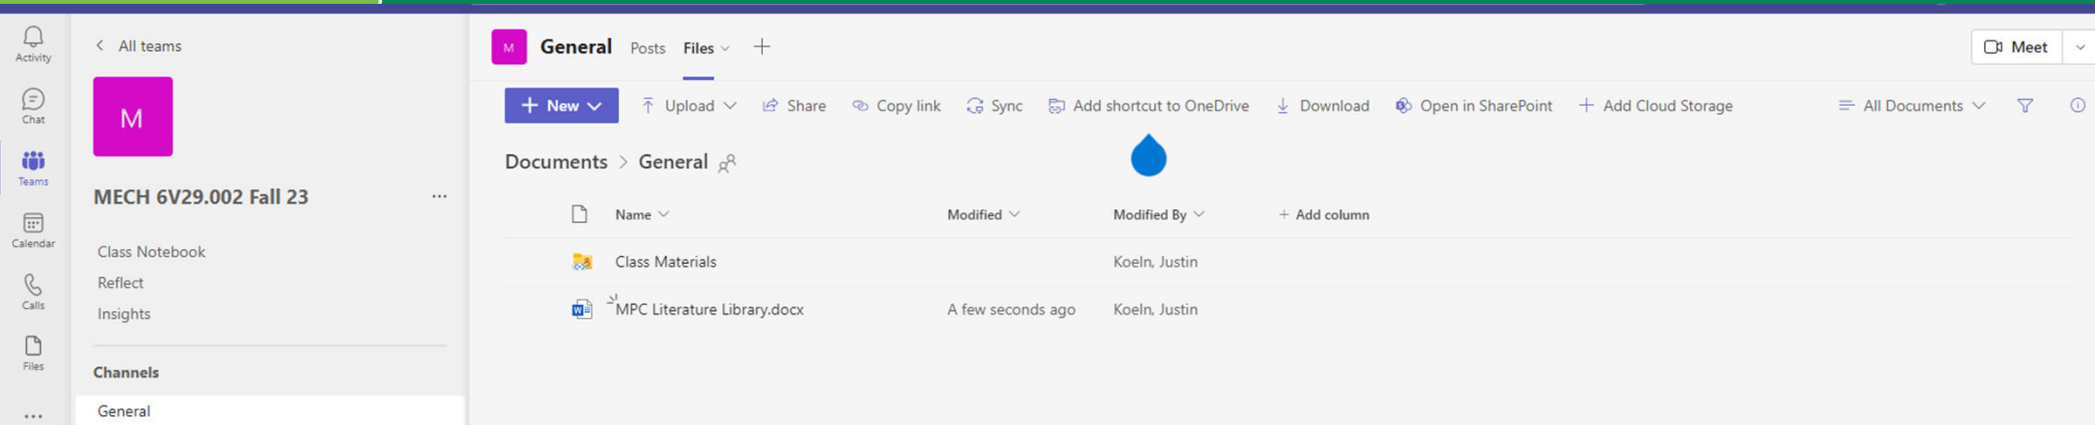 Activity
Chat
Teams
Calendar
Calls
Files
All teams
M
MECH 6V29.002 Fall 23
Class Notebook
Reflect
Insights
Channels
General
M General Posts Files
Meet
New Upload Share Copy link Sync Add shortcut to OneDrive Download Open in SharePoint Add Cloud Storage All Documents
Documents > General
Name Modified Modified By + Add column
Class Materials Koeln, Justin
MPC Literature Library.docx A few seconds ago Koeln, Justin